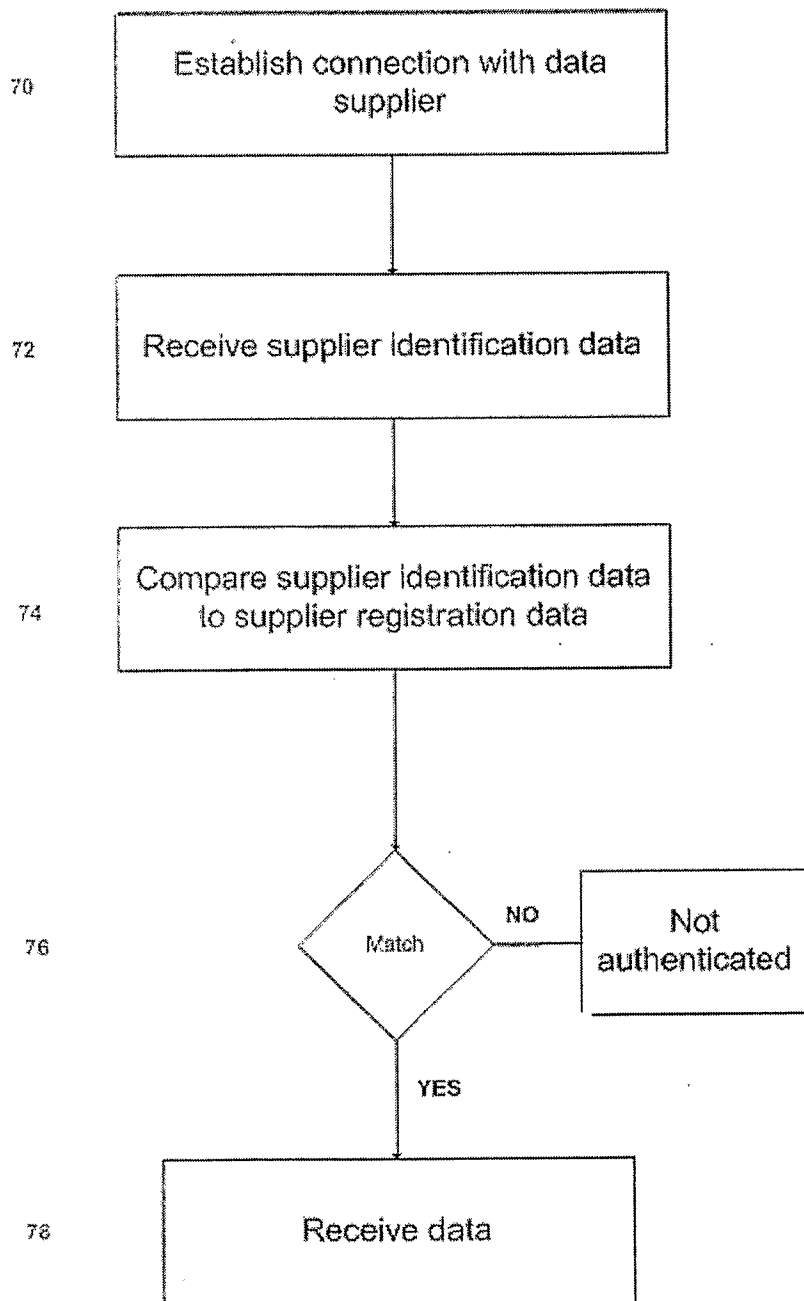 70
Establish connection with data
supplier
72
Receive supplier identification data
74
Compare supplier identification data
to supplier registration data
76
Match
NO
Not
authenticated
YES
78
Receive data